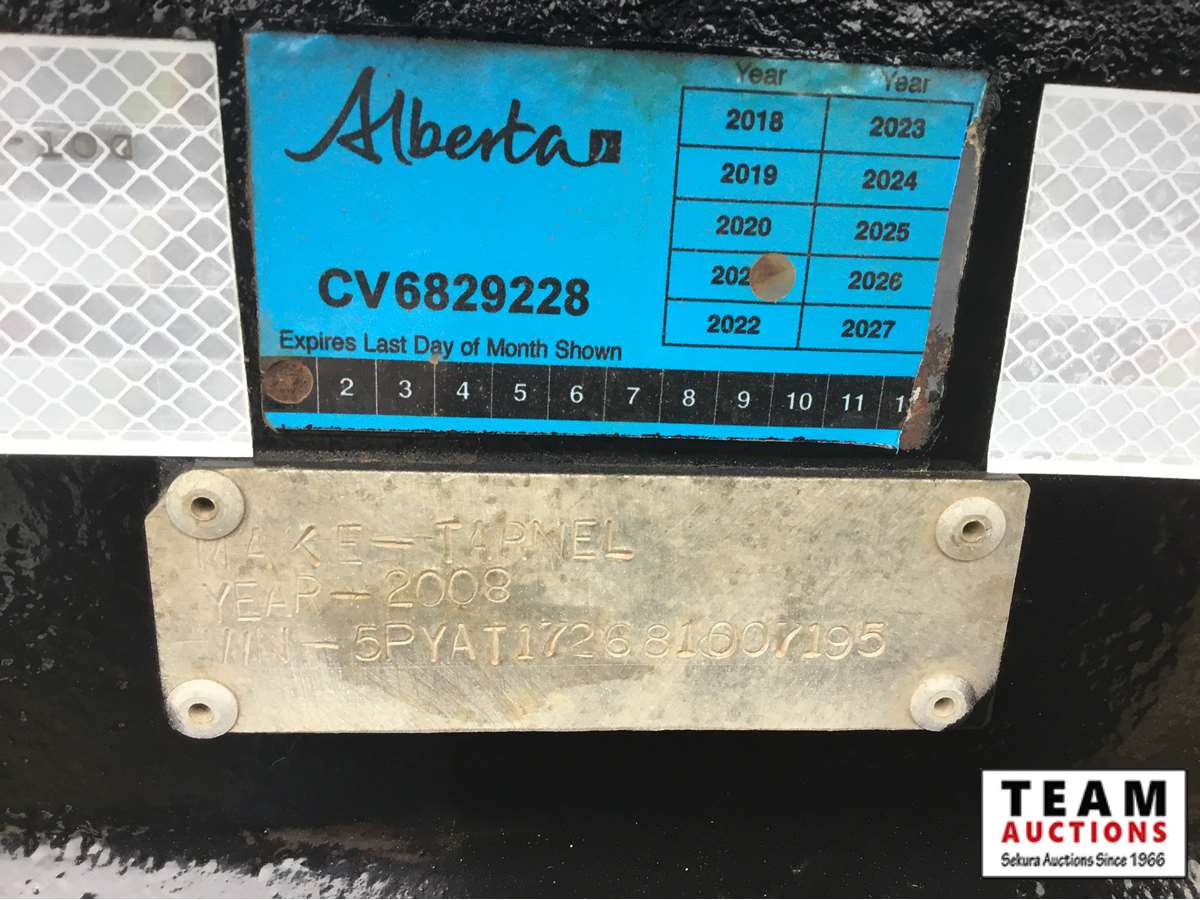 Alberta
Year Year
2018 2023
2019 2024
2020 2025
2026
2022 2027
CV6829228
Expires Last Day of Month Shown
2 3 4 5 6 7 8 9 10 11
-100
MAKE-TARNEL
YEAR-2008
5PYAT172681007195
TEAM
AUCTIONS
Sekura Auctions Since 1966